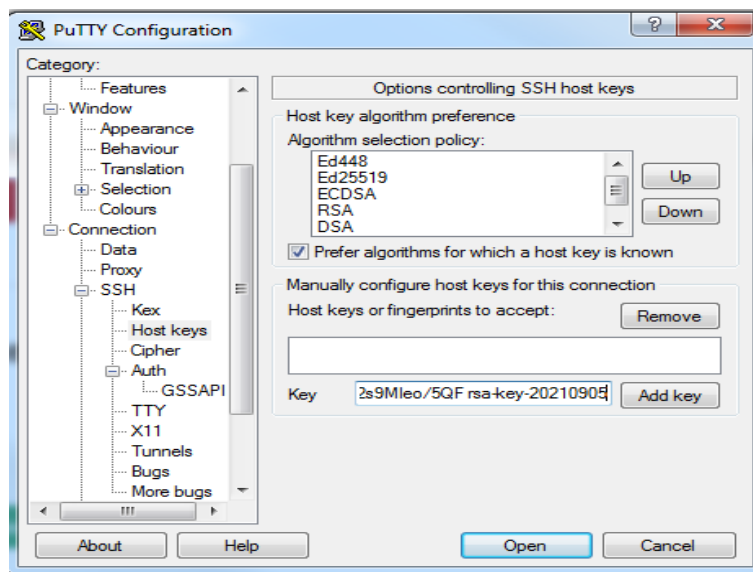 PuTTY Configuration
Category:
Features
Window
Appearance
Behaviour
Translation
Selection
Colours
Connection
Data
Proxy
SSH
Kex
Host keys
Cipher
Auth
GSSAPI
TTY
X11
Tunnels
Bugs
More bugs
Options controlling SSH host keys
Host key algorithm preference
Algorithm selection policy:
Ed448
Ed25519
ECDSA
RSA
DSA
Up
Down
Prefer algorithms for which a host key is known
Manually configure host keys for this connection
Host keys or fingerprints to accept:
Remove
Key
2s9Mleo/5QF rsa-key-20210905
Add key
About
Help
Open
Cancel